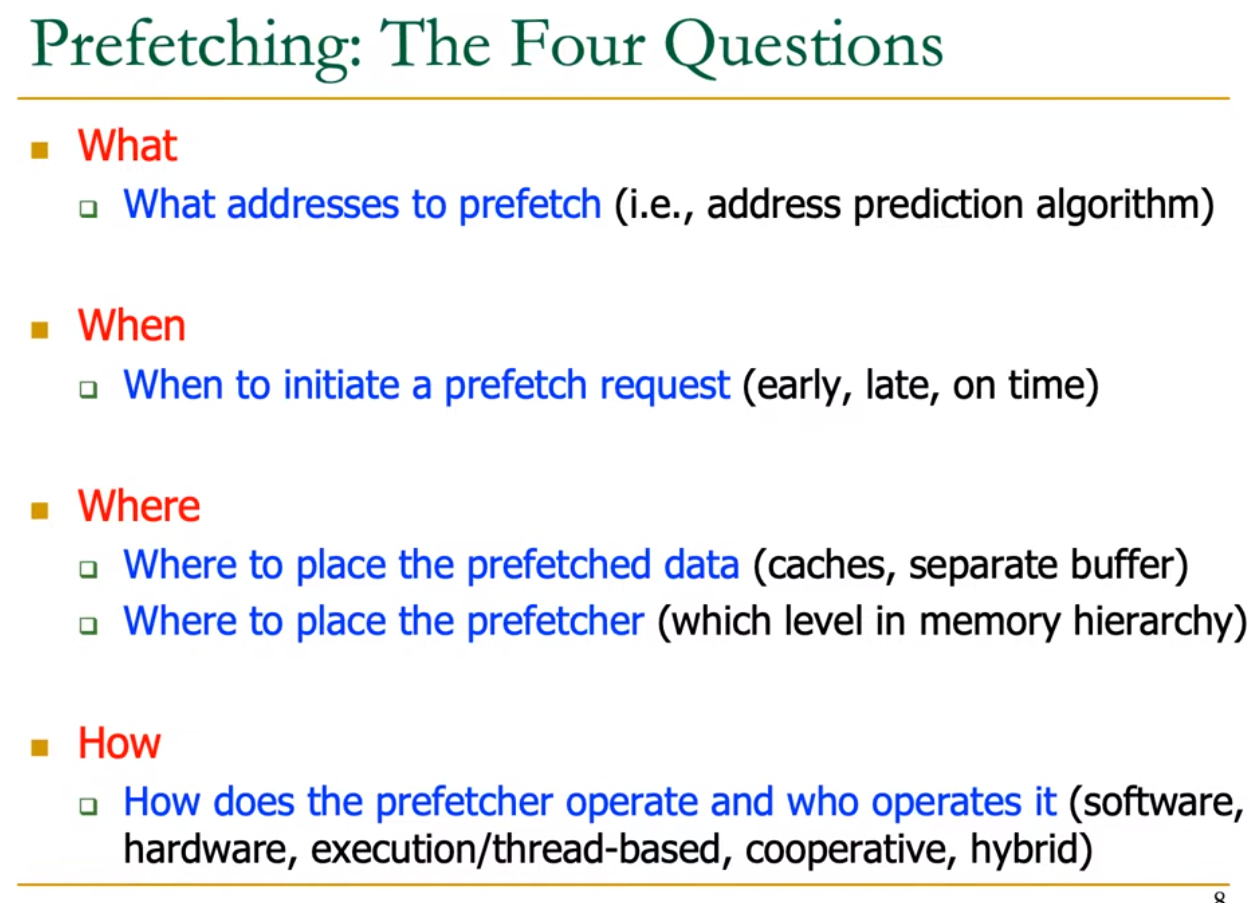 Prefetching: The Four Questions
What
What addresses to prefetch (i.e., address prediction algorithm)
When
When to initiate a prefetch request (early, late, on time)
Where
Where to place the prefetched data (caches, separate buffer)
Where to place the prefetcher (which level in memory hierarchy)
How
How does the prefetcher operate and who operates it (software,
hardware, execution/thread-based, cooperative, hybrid)
8